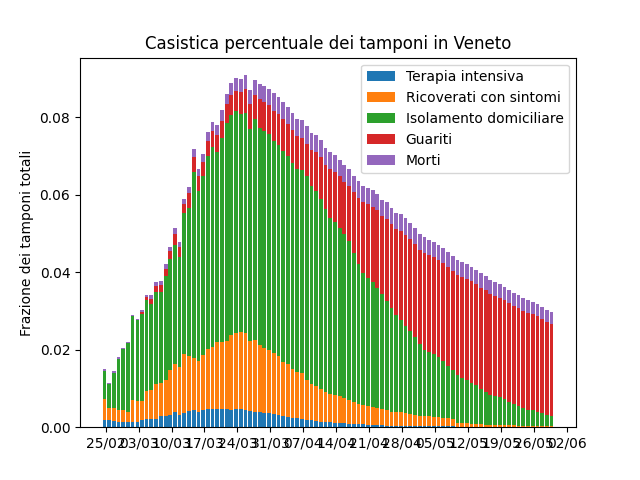 Casistica percentuale dei tamponi in Veneto
Terapia intensiva
Ricoverati con sintomi
Isolamento domiciliare
Guariti
Morti
Frazione dei tamponi totali
0.08
0.06
0.04
0.02
0.00
25/02 03/03 10/03 17/03 24/03 31/03 07/04 14/04 21/04 28/04 05/05 12/05 19/05 26/05 02/06